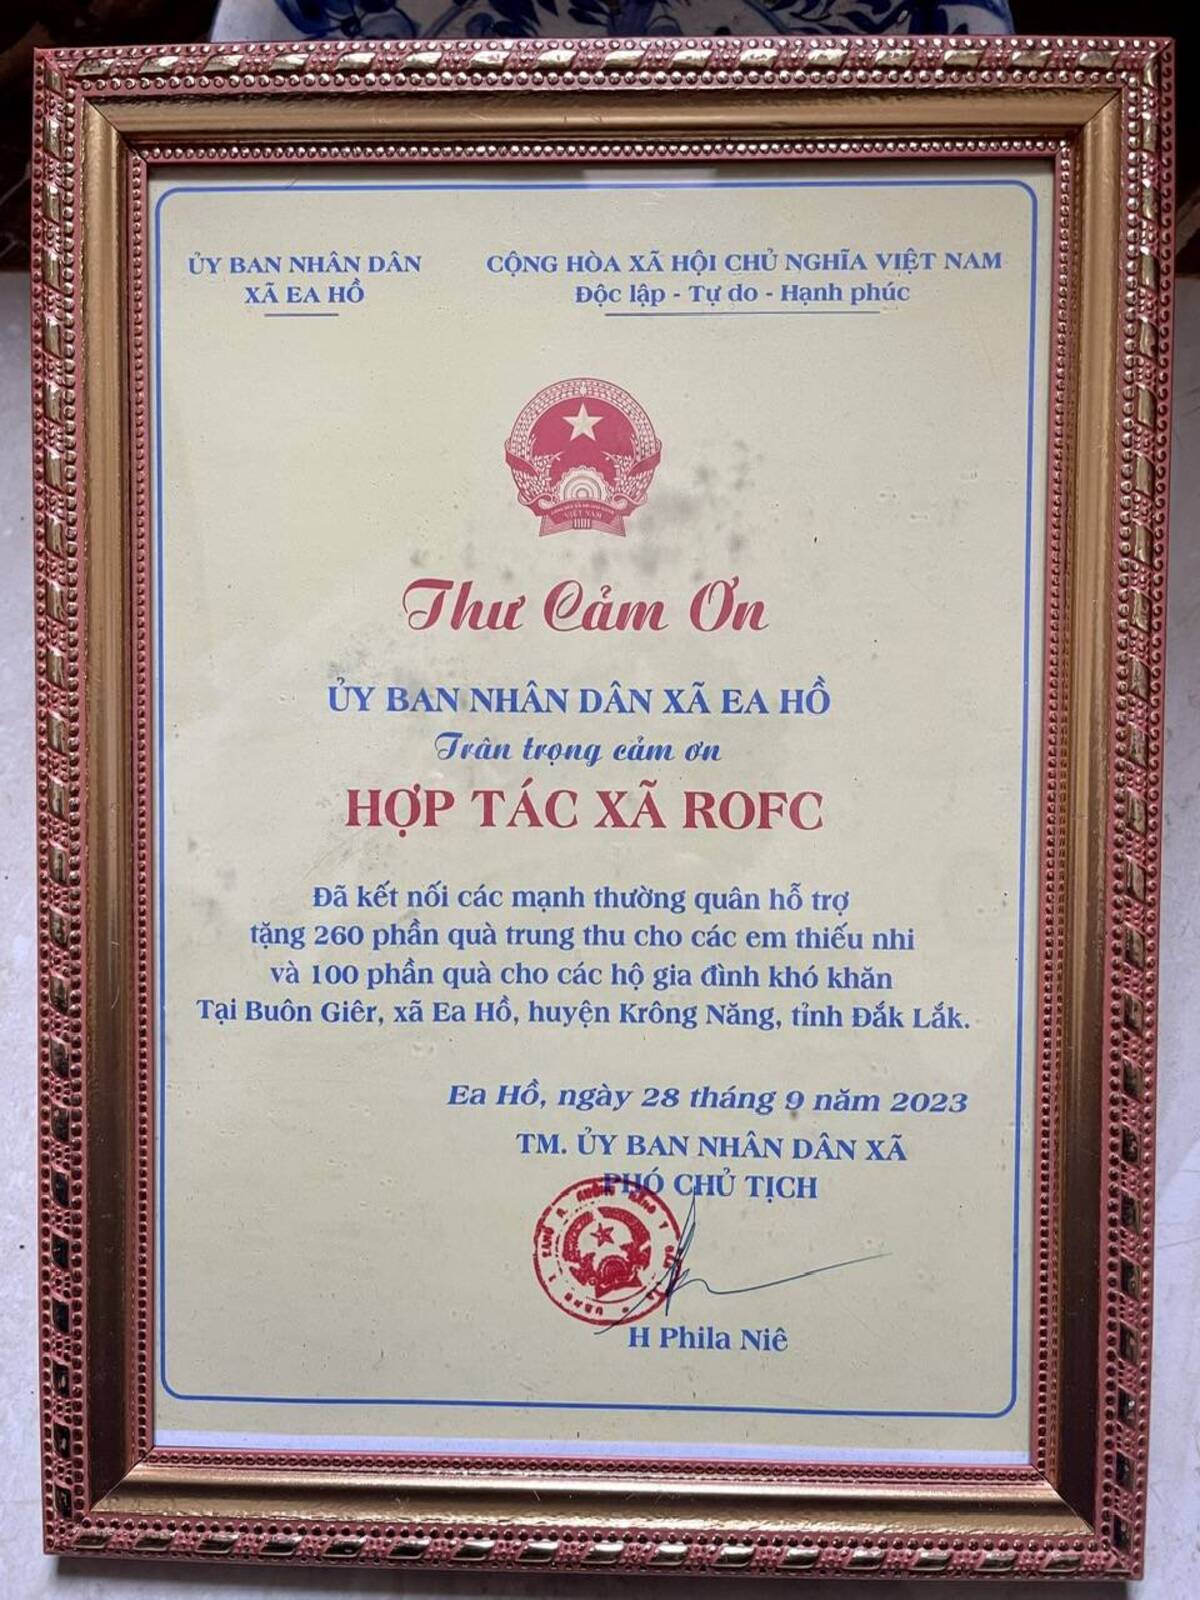 ỦY BAN NHÂN DÂN
XÃ EA HỒ
CỘNG HÒA XÃ HỘI CHỦ NGHĨA VIỆT NAM
Độc lập - Tự do - Hạnh phúc
VIỆT NAM
Thư Cảm Ơn
ỦY BAN NHÂN DÂN XÃ EA HỒ
Trân trọng cảm ơn
HỢP TÁC XÃ ROFC
Đã kết nối các mạnh thường quân hỗ trợ
tặng 260 phần quà trung thu cho các em thiếu nhi
và 100 phần quà cho các hộ gia đình khó khăn
Tại Buôn Giêr, xã Ea Hồ, huyện Krông Năng, tỉnh Đắk Lắk.
Ea Hồ, ngày 28 tháng 9 năm 2023
TM. ỦY BAN NHÂN DÂN XÃ
PHÓ CHỦ TỊCH
H Phila Niê